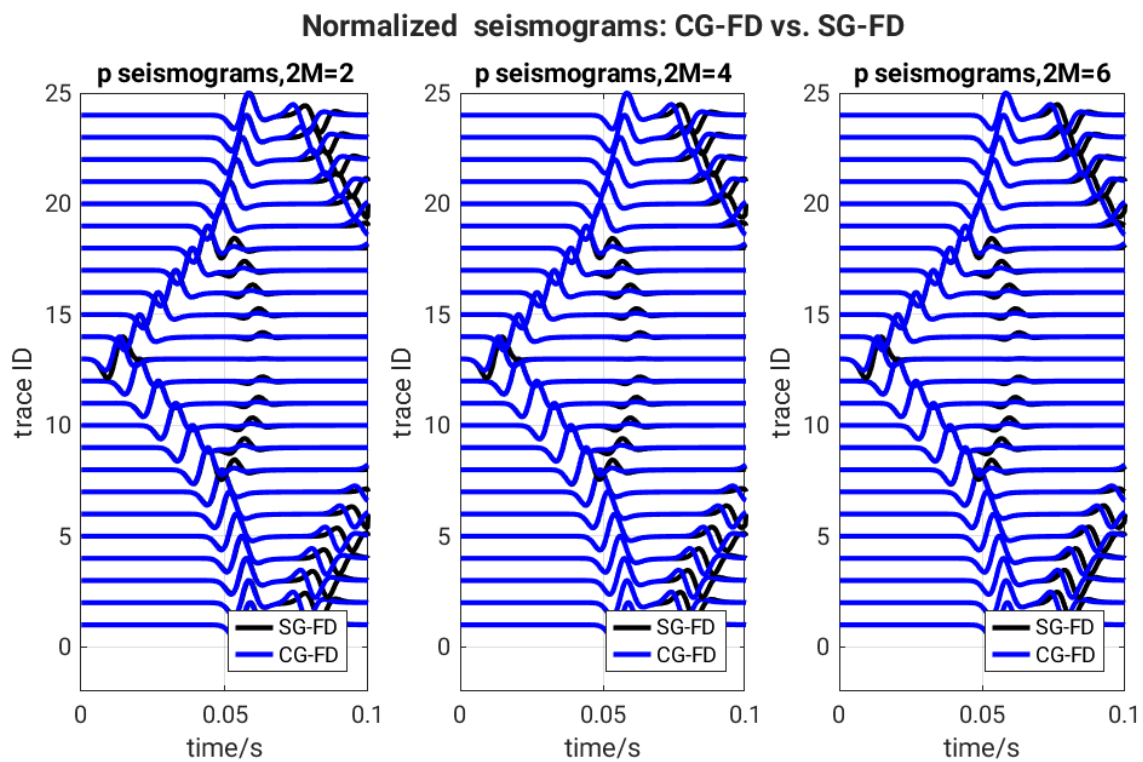 Normalized  seismograms: CG-FD vs. SG-FD
p seismograms,2M=2
25
20
15
10
5
0
trace ID
0
0.05
0.1
time/s
SG-FD
CG-FD
p seismograms,2M=4
25
20
15
10
5
0
trace ID
0
0.05
0.1
time/s
SG-FD
CG-FD
p seismograms,2M=6
25
20
15
10
5
0
trace ID
0
0.05
0.1
time/s
SG-FD
CG-FD